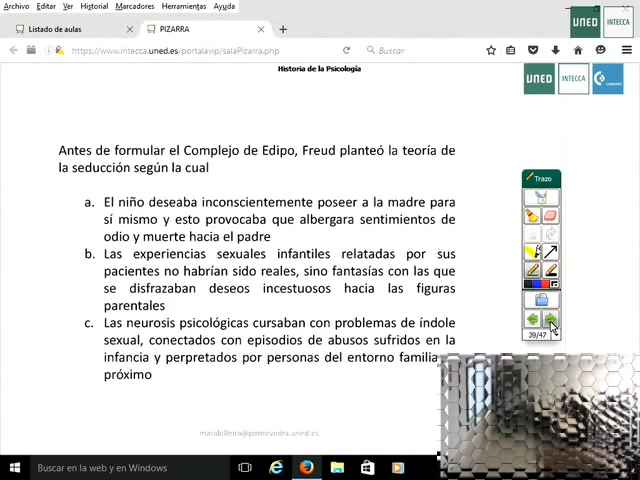 Archivo Editar Ver Historial Marcadores Herramientas Ayuda
Listado de aulas
PIZARRA
https://www.intecca.uned.es/portalavip/salaPizarra.php
Buscar
UNED INTECCA
Historia de la Psicología
UNED INTECCA
Antes de formular el Complejo de Edipo, Freud planteó la teoría de
la seducción según la cual
a. El niño deseaba inconscientemente poseer a la madre para
sí mismo y esto provocaba que albergara sentimientos de
odio y muerte hacia el padre
b. Las experiencias sexuales infantiles relatadas por sus
pacientes no habrían sido reales, sino fantasías con las que
se disfrazaban deseos incestuosos hacia las figuras
parentales
c. Las neurosis psicológicas cursaban con problemas de índole
sexual, conectados con episodios de abusos sufridos en la
infancia y perpretados por personas del entorno familia
próximo
Trazo
39/47
marabilleira@pontevedra.uned.es
Buscar en la web y en Windows